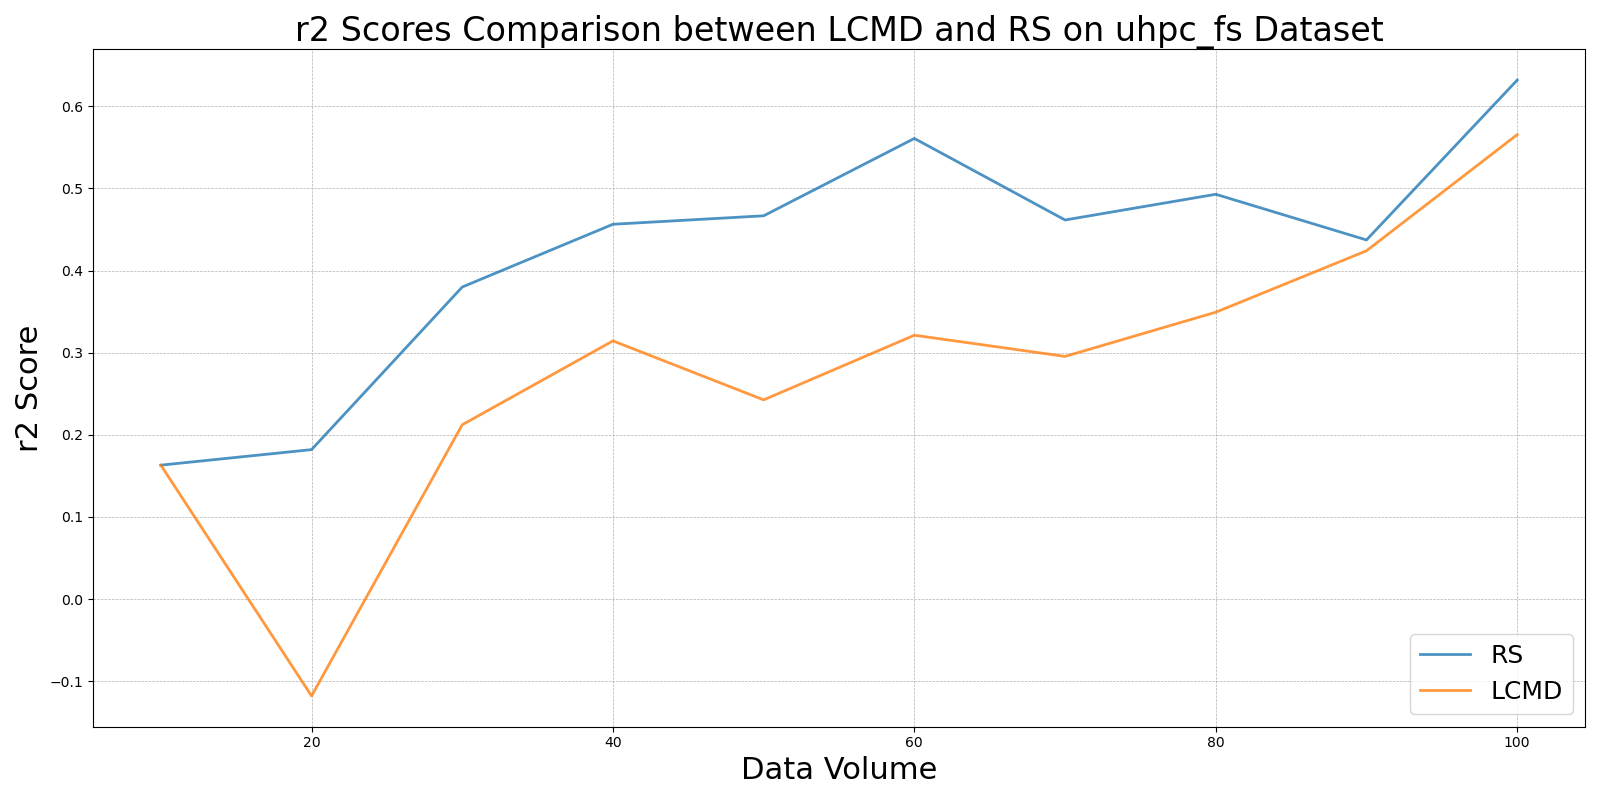 r2 Scores Comparison between LCMD and RS on uhpc_fs Dataset
r2 Score
0.6
0.5
0.4
0.3
0.2
0.1
0.0
−0.1
20 40 60 80 100
Data Volume
RS
LCMD